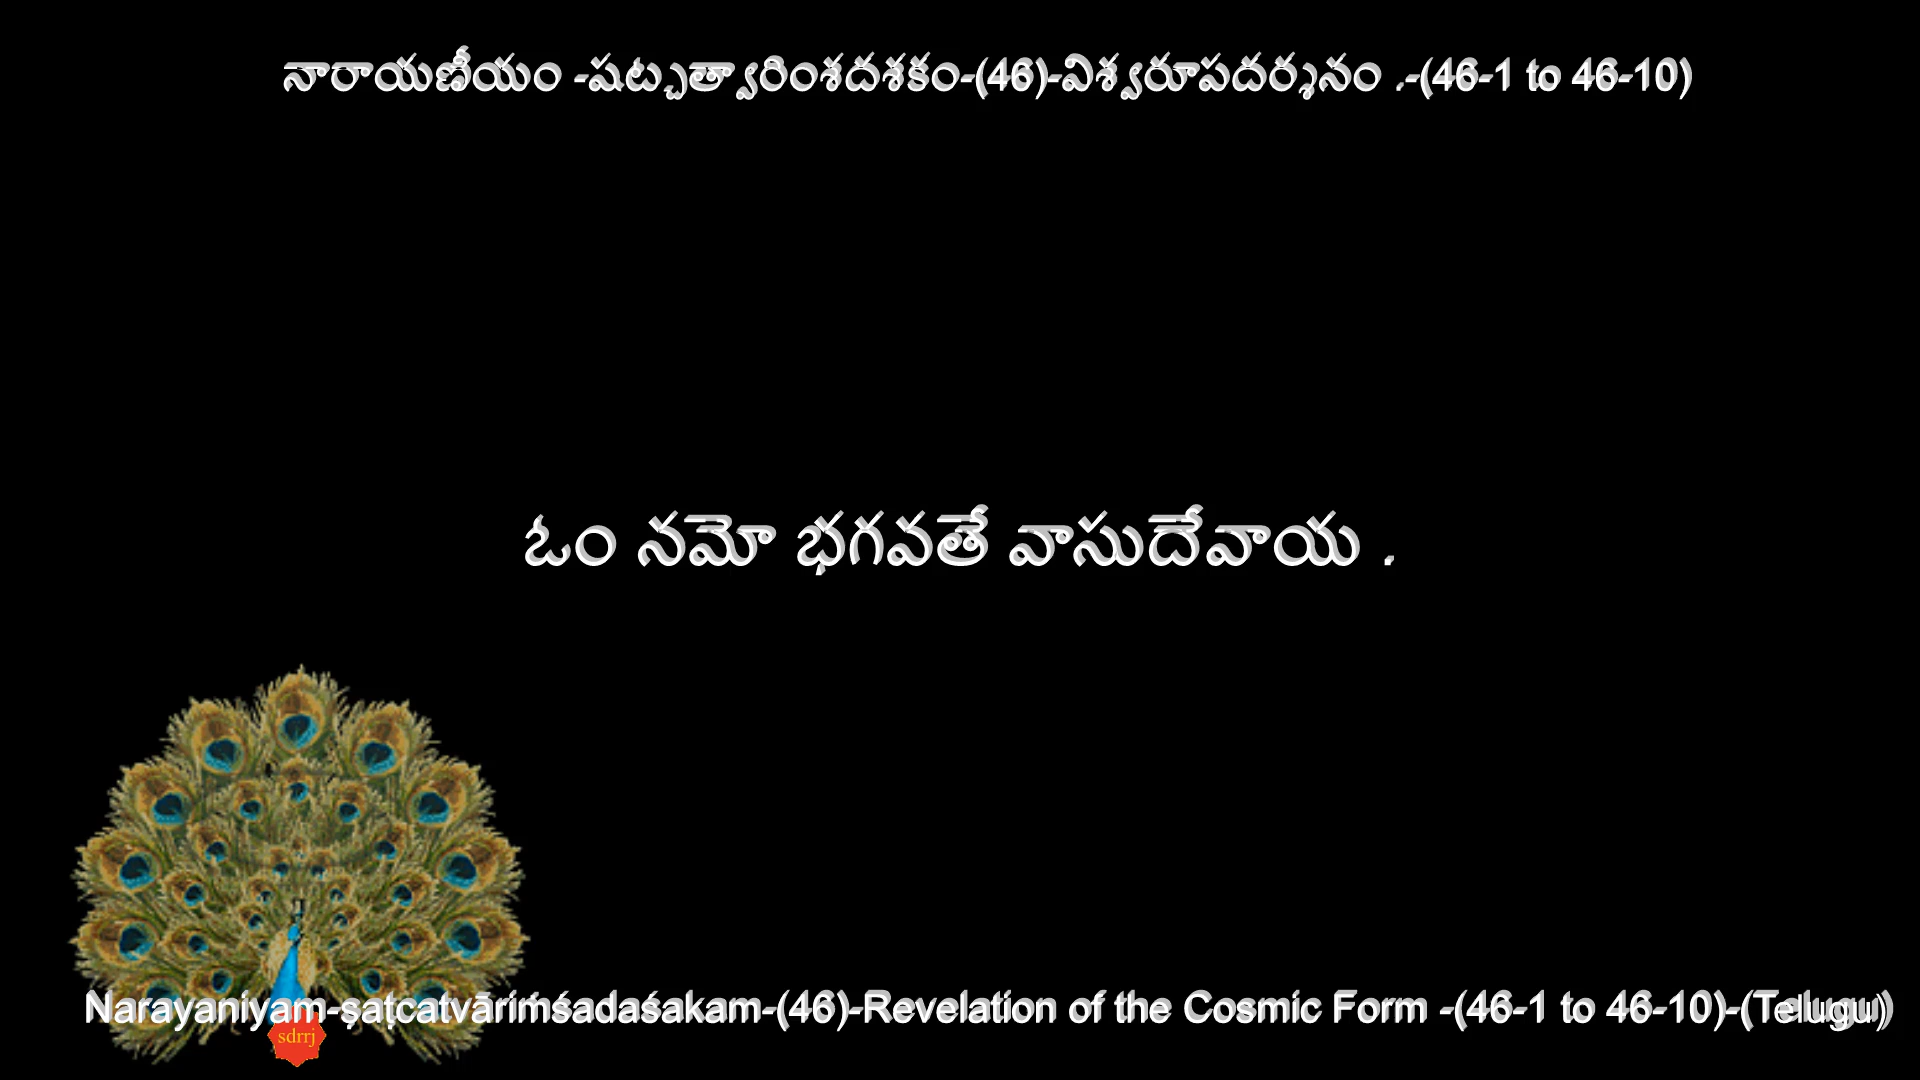 నారాయణీయం -షట్చత్వారింశదశకం-(46)-విశ్వరూపదర్శనం .-(46-1 to 46-10)
ఓం నమో భగవతే వాసుదేవాయ .
Narayaniyam-ṣaṭcatvāriṁśadaśakam-(46)-Revelation of the Cosmic Form -(46-1 to 46-10)-(Telugu)
sdrrj